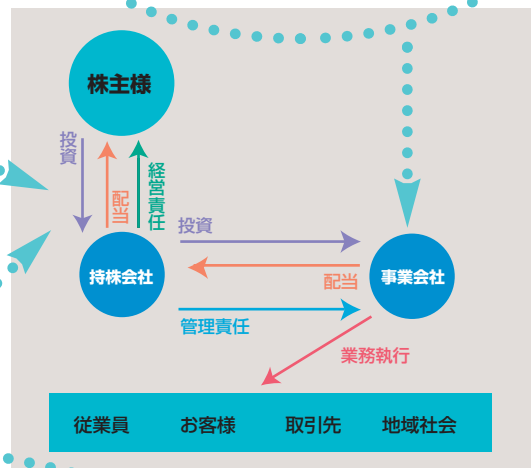 株主様
投資
配当
経営責任
持株会社
投資
配当
管理責任
事業会社
業務執行
従業員 お客様 取引先 地域社会